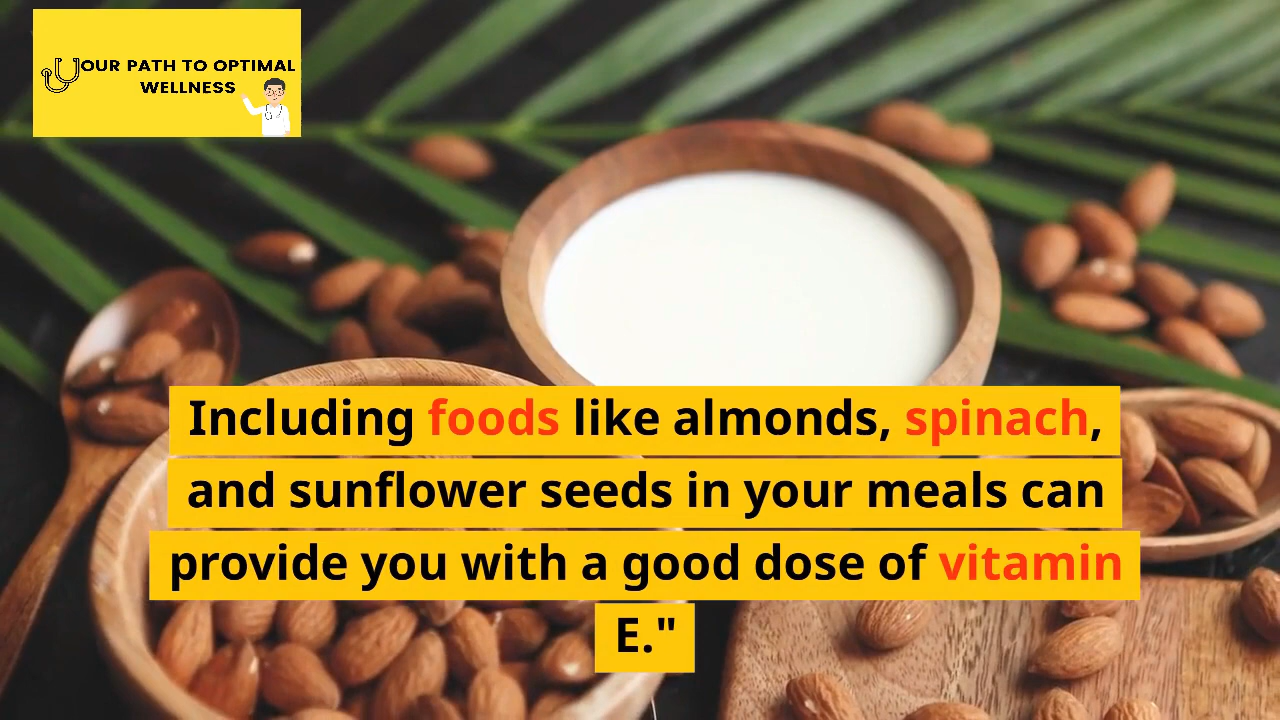 YOUR PATH TO OPTIMAL
WELLNESS
Including foods like almonds, spinach,
and sunflower seeds in your meals can
provide you with a good dose of vitamin
E."